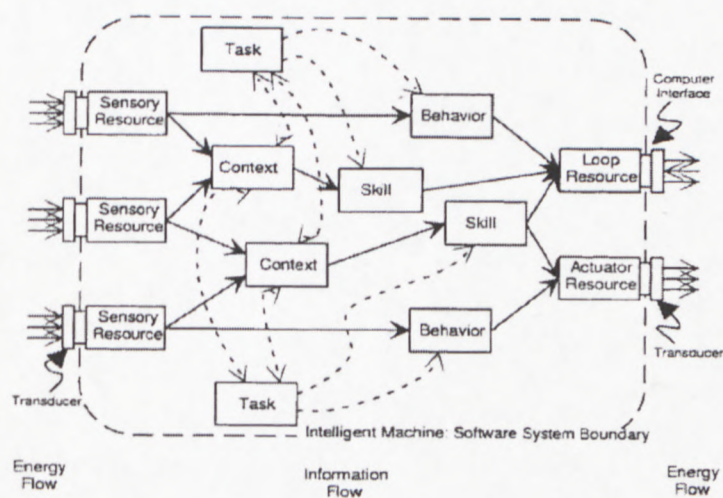 Task
Computer
Interface
Sensory
Resource
Behavior
Context
Loop
Resource
Skill
Sensory
Resource
Skill
Context
Actuator
Resource
Sensory
Resource
Behavior
Transducer
Transducer
Task
Intelligent Machine: Software System Boundary
Energy
Flow
Information
Flow
Energy
Flow